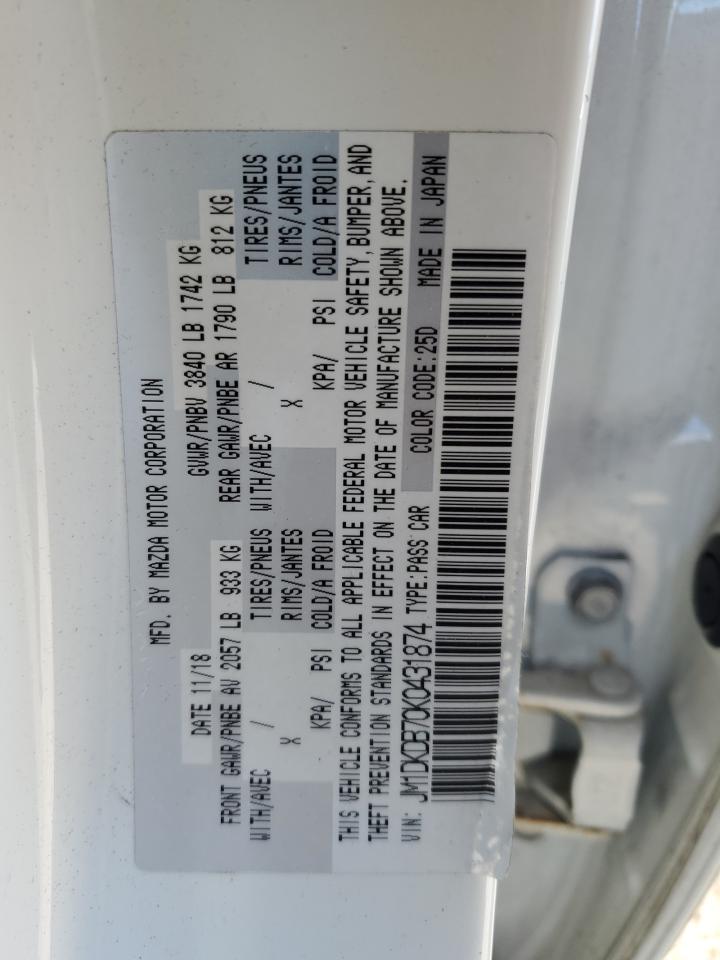 MFD. BY MAZDA MOTOR CORPORATION
DATE 11/18 GVWR/PNBV 3840 LB 1742 KG
FRONT GAWR/PNBE AV 2057 LB 933 KG REAR GAWR/PNBE AR 1790 LB 812 KG
WITH/AVEC / TIRES/PNEUS WITH/AVEC / TIRES/PNEUS
X RIMS/JANTES X RIMS/JANTES
KPA/ PSI COLD/A FROID KPA/ PSI COLD/A FROID
THIS VEHICLE CONFORMS TO ALL APPLICABLE FEDERAL MOTOR VEHICLE SAFETY, BUMPER, AND
THEFT PREVENTION STANDARDS IN EFFECT ON THE DATE OF MANUFACTURE SHOWN ABOVE.
VIN: JM1DKDB70K0431874 TYPE:PASS CAR COLOR CODE:25D MADE IN JAPAN